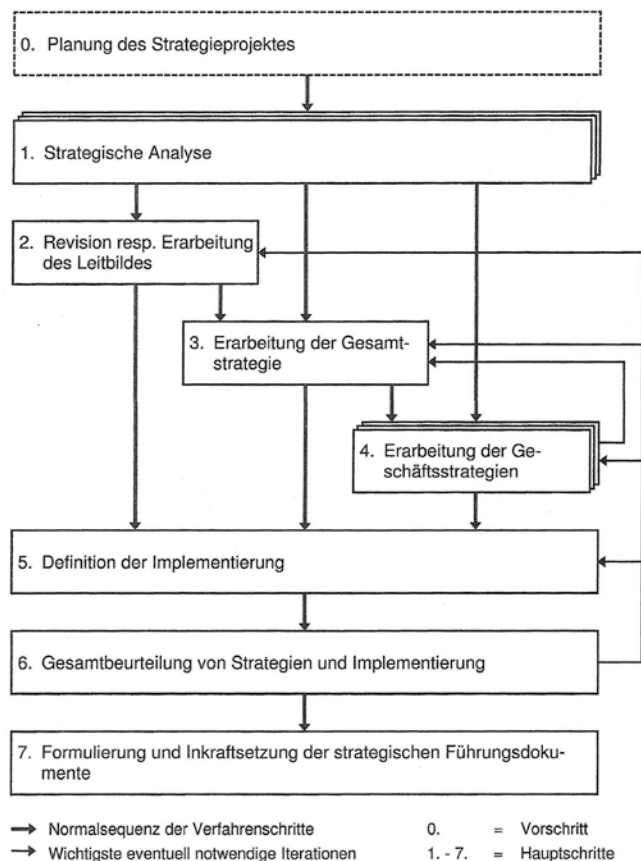 0. Planung des Strategieprojektes
1. Strategische Analyse
2. Revision resp. Erarbeitung
des Leitbildes
3. Erarbeitung der Gesamt-
strategie
4. Erarbeitung der Ge-
schäftsstrategien
5. Definition der Implementierung
6. Gesamtbeurteilung von Strategien und Implementierung
7. Formulierung und Inkraftsetzung der strategischen Führungsdoku-
mente
Normalsequenz der Verfahrenschritte 0. = Vorschritt
Wichtigste eventuell notwendige Iterationen 1. - 7. = Hauptschritte